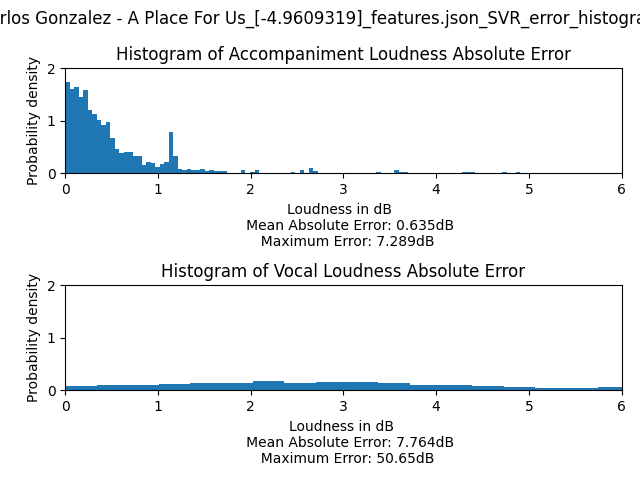 rlos Gonzalez - A Place For Us_[-4.9609319]_features.json_SVR_error_histogra
Histogram of Accompaniment Loudness Absolute Error
Probability density
2
1
0
0 1 2 3 4 5 6
Loudness in dB
Mean Absolute Error: 0.635dB
Maximum Error: 7.289dB
Histogram of Vocal Loudness Absolute Error
Probability density
2
1
0
0 1 2 3 4 5 6
Loudness in dB
Mean Absolute Error: 7.764dB
Maximum Error: 50.65dB